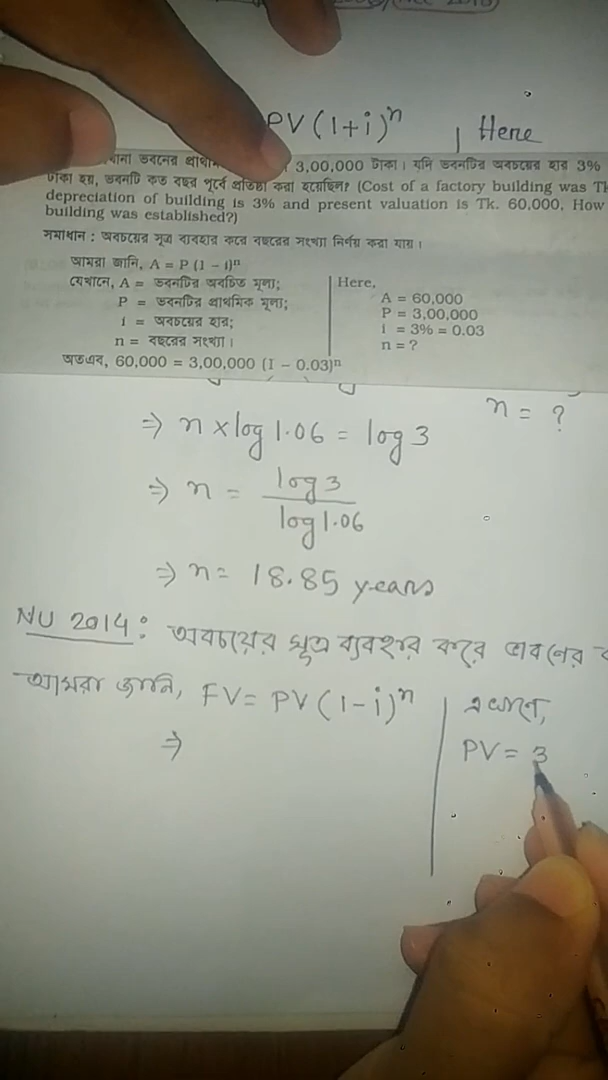 PV(1+i)ⁿ | Here
3,00,000 টাকা। যদি ভবনটির অবচয়ের হার 3%
টাকা হয়, ভবনটি কত বছর পূর্বে প্রতিষ্ঠা করা হয়েছিল? (Cost of a factory building was Tk
depreciation of building is 3% and present valuation is Tk. 60,000, How
building was established?)
সমাধান : অবচয়ের সূত্র ব্যবহার করে বছরের সংখ্যা নির্ণয় করা যায়।
আমরা জানি, A = P (1 – i)ⁿ
যেখানে, A = ভবনটির অবচিত মূল্য;
P = ভবনটির প্রাথমিক মূল্য;
i = অবচয়ের হার;
n = বছরের সংখ্যা।
Here,
A = 60,000
P = 3,00,000
i = 3% = 0.03
n = ?
অতএব, 60,000 = 3,00,000 (I – 0.03)ⁿ
n = ?
⇒ n × log 1.06 = log 3
⇒ n = log 3 / log 1.06
⇒ n = 18.85 years
NU 2014: অবচয়ের সূত্র ব্যবহার করে ভবনের
আমরা জানি, FV = PV(1-i)ⁿ
⇒
এখানে,
PV = 3